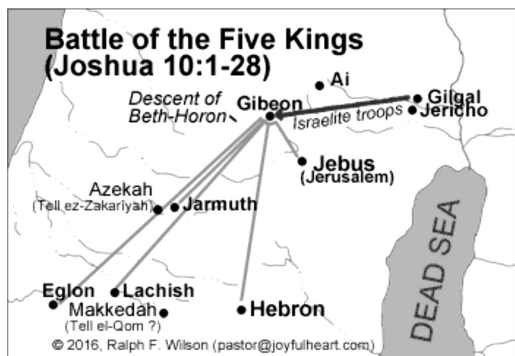 Battle of the Five Kings
(Joshua 10:1-28)
Ai
Descent of
Beth-Horon
Gibeon
Gilgal
Jericho
Israelite troops
Jebus
(Jerusalem)
Azekah
(Tell ez-Zakariyah)
Jarmuth
DEAD SEA
Eglon
Lachish
Makkedah
(Tell el-Qom ?)
Hebron
© 2016, Ralph F. Wilson (pastor@joyfulheart.com)